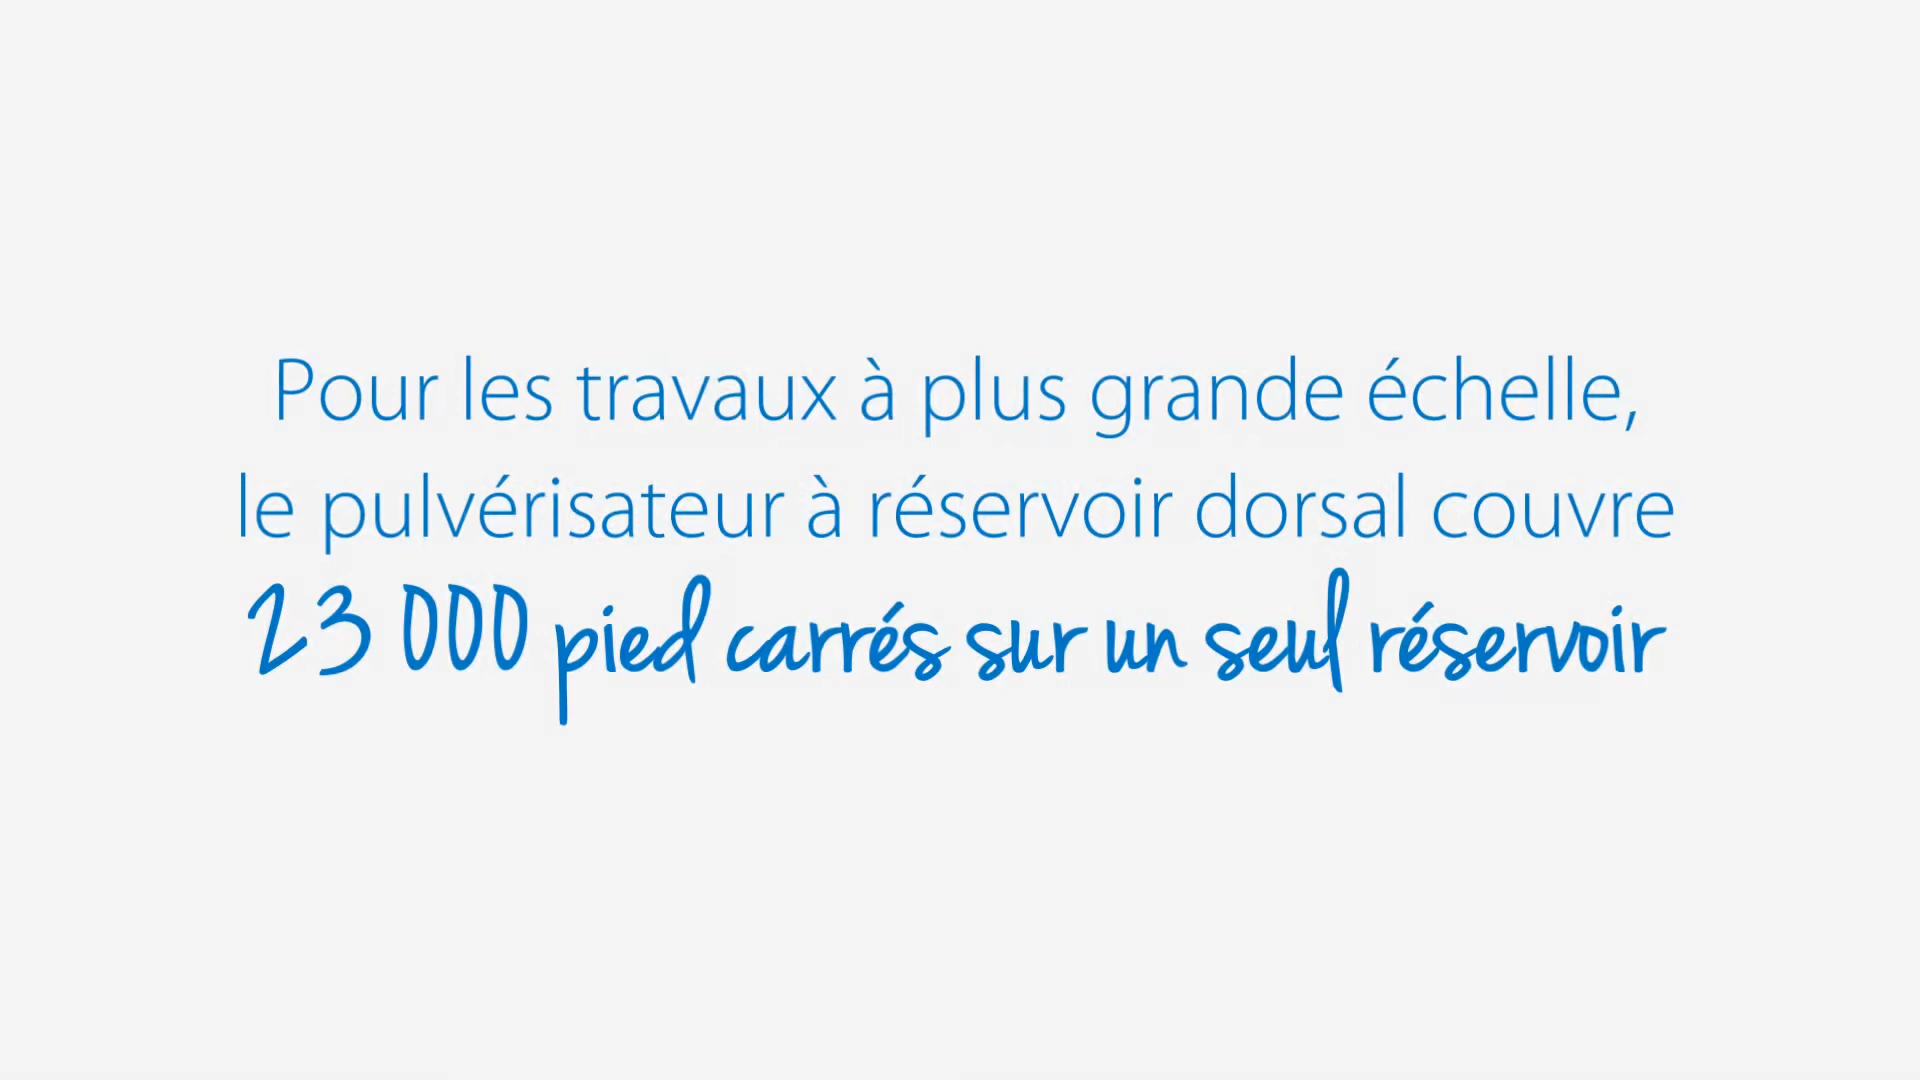 Pour les travaux à plus grande échelle,
le pulvérisateur à réservoir dorsal couvre
23 000 pied carrés sur un seul réservoir